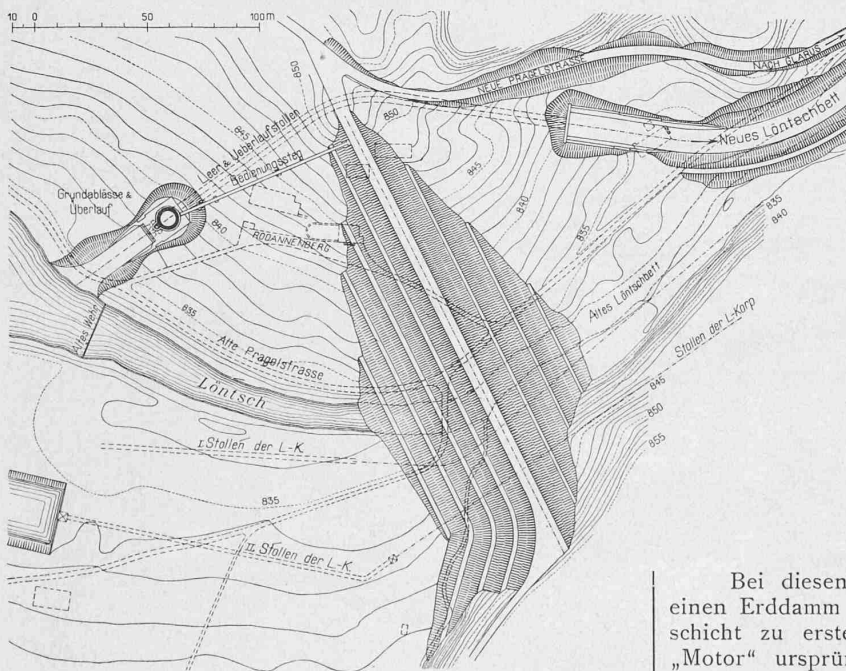 10 0 50 100 m
850
NEUE PRAGELSTRASSE
NACH GLARUS
850
Leer & Ueberlaufstollen
845
Bedienungssteg
845
Neues Löntschbett
Grundablässe &
Überlauf
840
RODANNENBERG
840
835
835
840
835
Altes Wehr
Alte Pragelstrasse
Altes Löntschbett
Stollen der L-Korp
Löntsch
845
850
855
I. Stollen der L-K.
835
II. Stollen der L-K.
Bei diesen
einen Erddamm
schicht zu erste
„Motor“ ursprü